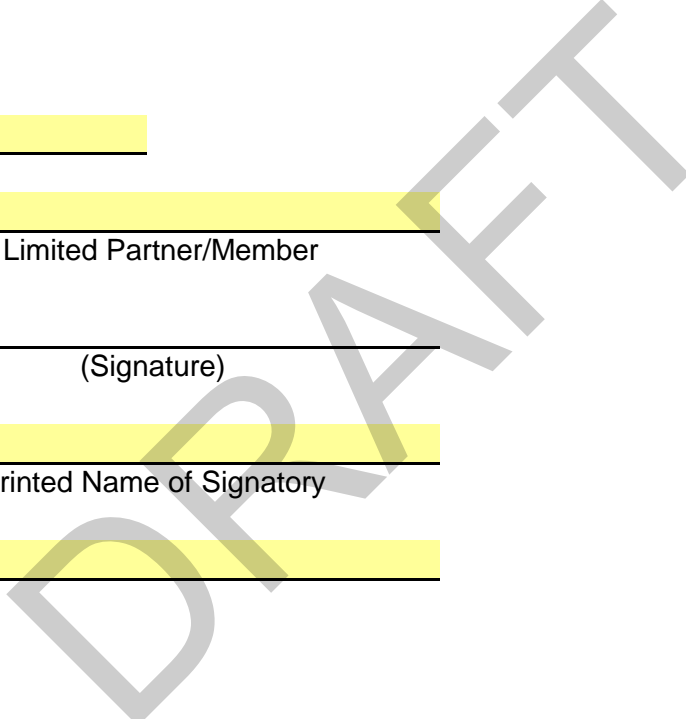 Limited Partner/Member
(Signature)
rinted Name of Signatory
DRAFT